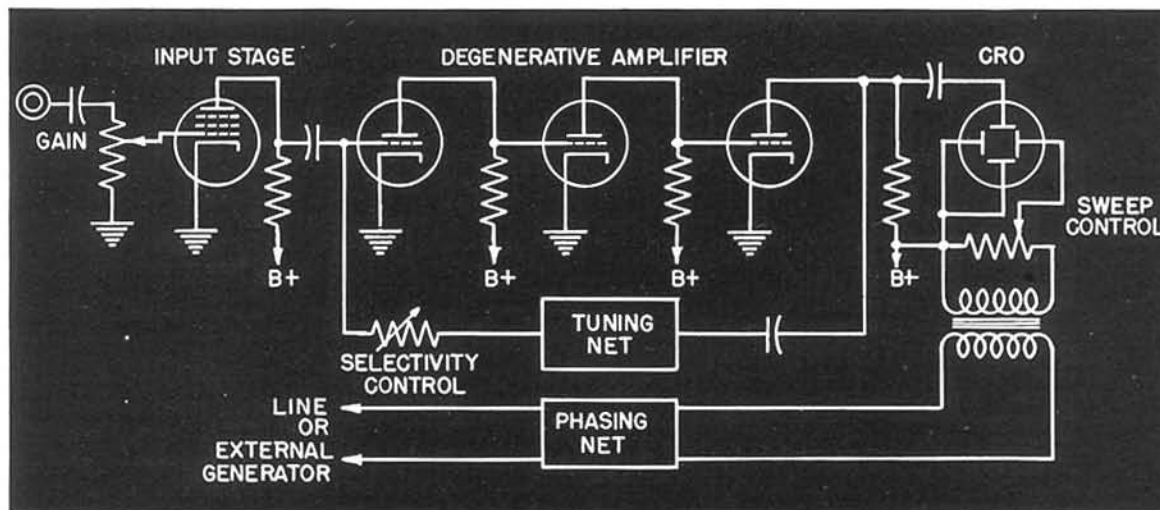 INPUT STAGE
DEGENERATIVE AMPLIFIER
CRO
GAIN
SWEEP
CONTROL
B+
B+
B+
B+
TUNING
NET
SELECTIVITY
CONTROL
LINE
OR
EXTERNAL
GENERATOR
PHASING
NET